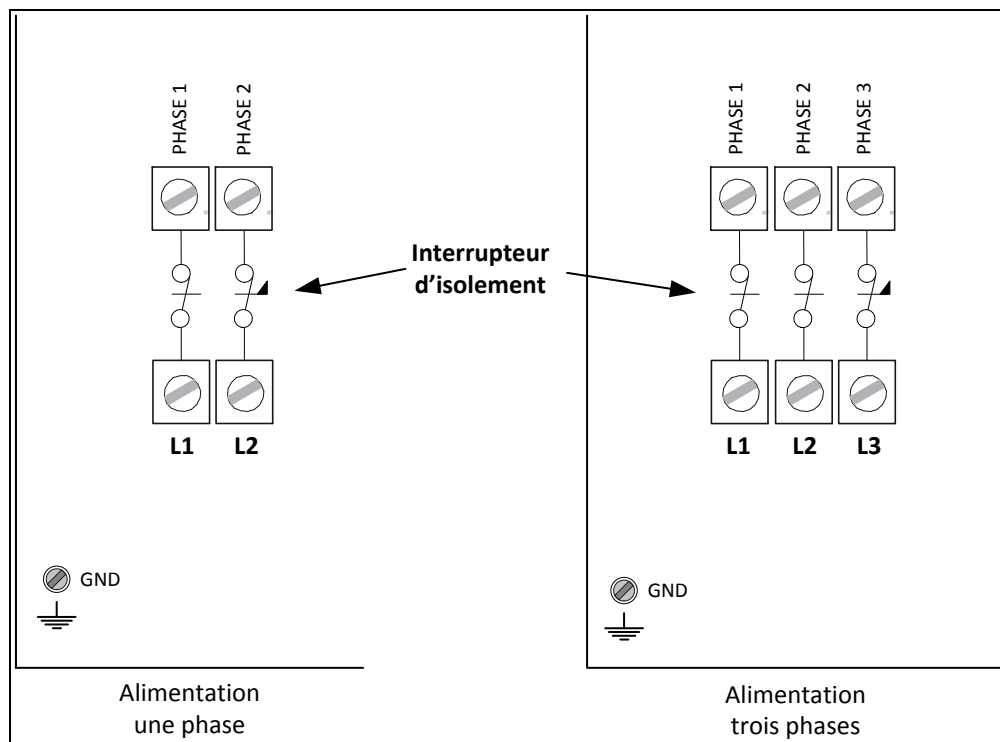 PHASE 1
PHASE 2
PHASE 1
PHASE 2
PHASE 3
Interrupteur
d’isolement
L1
L2
L1
L2
L3
GND
GND
Alimentation
une phase
Alimentation
trois phases